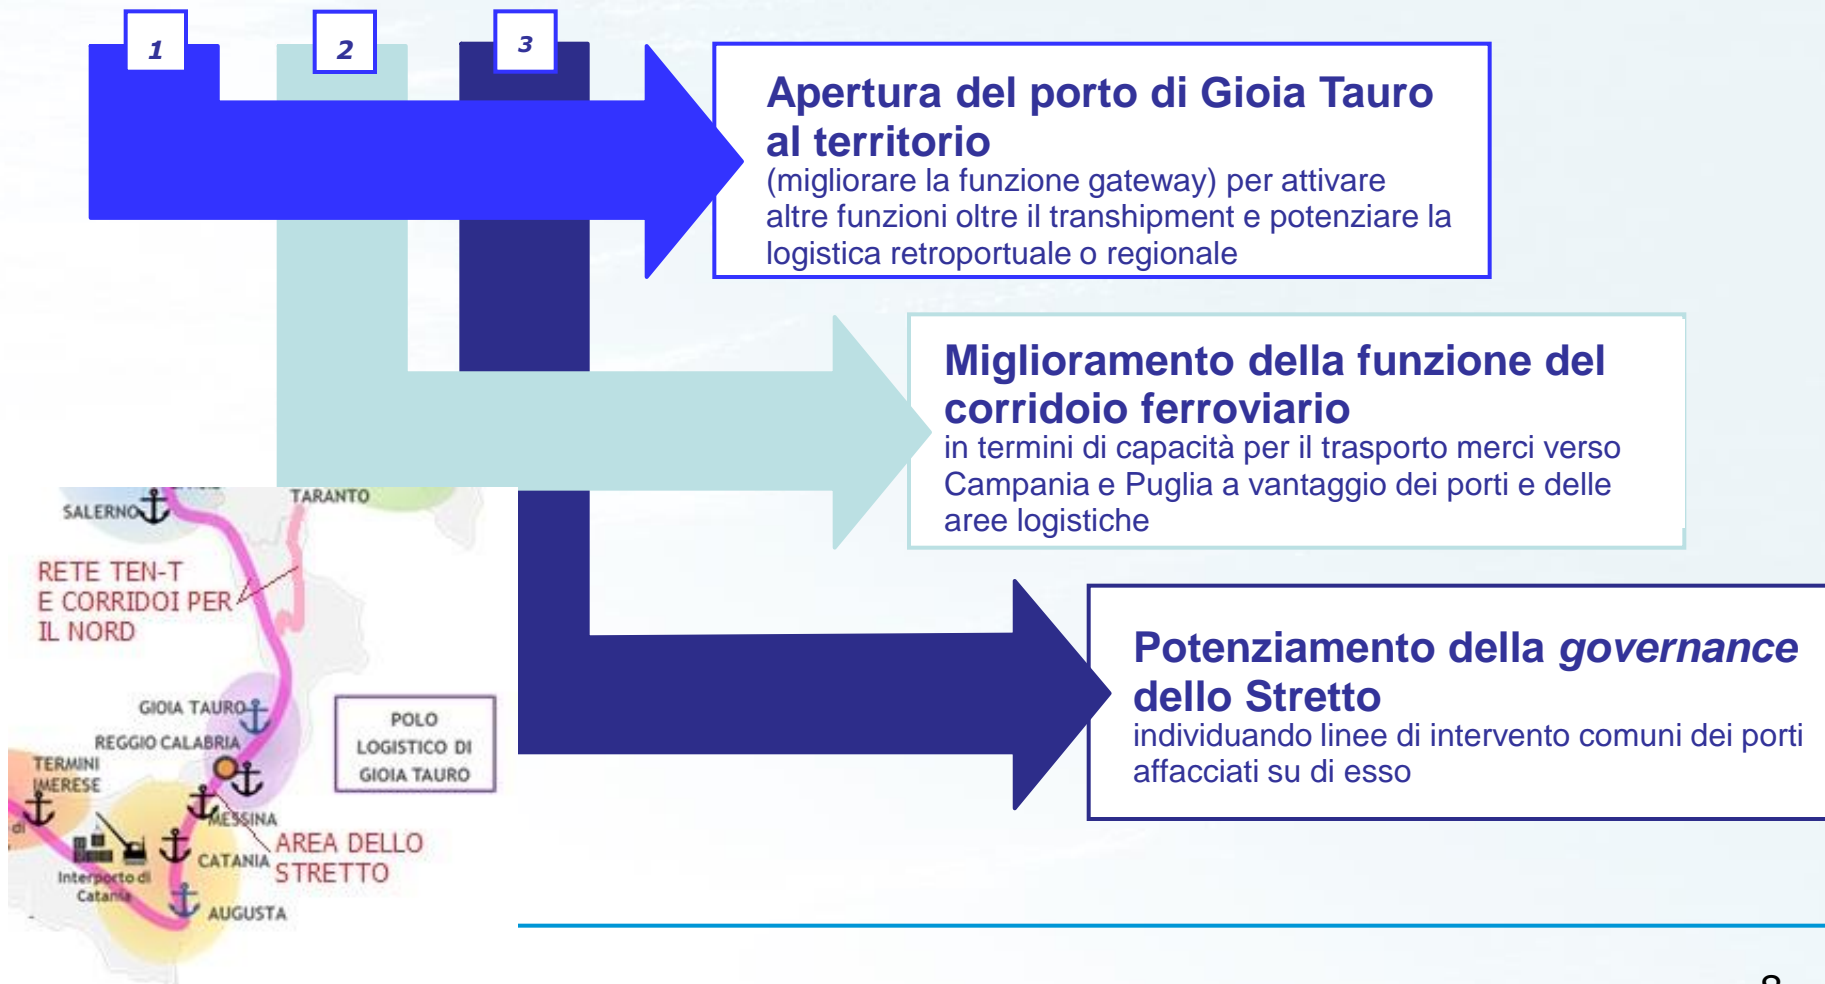 1
2
3
Apertura del porto di Gioia Tauro
al territorio
(migliorare la funzione gateway) per attivare
altre funzioni oltre il transhipment e potenziare la
logistica retroportuale o regionale
Miglioramento della funzione del
corridoio ferroviario
in termini di capacità per il trasporto merci verso
Campania e Puglia a vantaggio dei porti e delle
aree logistiche
Potenziamento della governance
dello Stretto
individuando linee di intervento comuni dei porti
affacciati su di esso
TARANTO
SALERNO
RETE TEN-T
E CORRIDOI PER
IL NORD
GIOIA TAURO
REGGIO CALABRIA
POLO
LOGISTICO DI
GIOIA TAURO
TERMINI
IMERESE
MESSINA
di
AREA DELLO
STRETTO
CATANIA
Interporto di
Catania
AUGUSTA